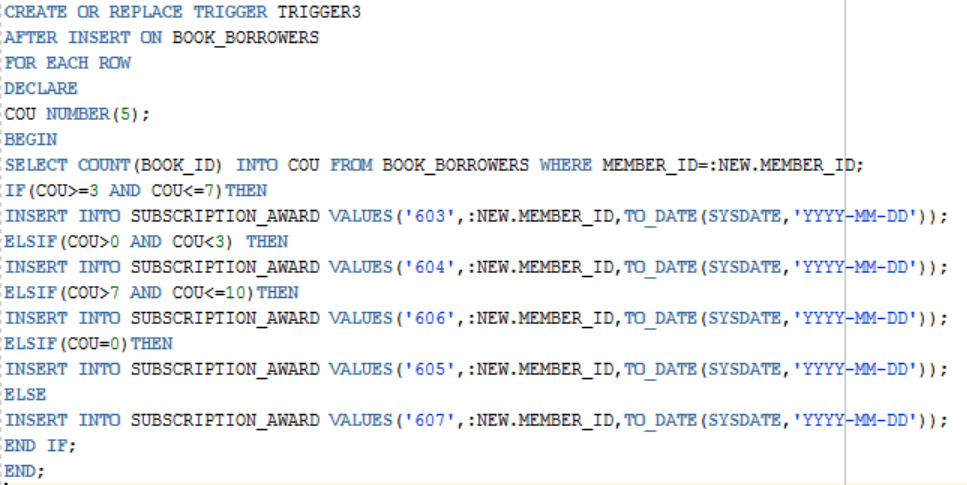 CREATE OR REPLACE TRIGGER TRIGGER3
AFTER INSERT ON BOOK_BORROWERS
FOR EACH ROW
DECLARE
COU NUMBER(5);
BEGIN
SELECT COUNT(BOOK_ID) INTO COU FROM BOOK_BORROWERS WHERE MEMBER_ID=:NEW.MEMBER_ID;
IF(COU>=3 AND COU<=7)THEN
INSERT INTO SUBSCRIPTION_AWARD VALUES('603',:NEW.MEMBER_ID,TO_DATE(SYSDATE,'YYYY-MM-DD'));
ELSIF(COU>0 AND COU<3) THEN
INSERT INTO SUBSCRIPTION_AWARD VALUES('604',:NEW.MEMBER_ID,TO_DATE(SYSDATE,'YYYY-MM-DD'));
ELSIF(COU>7 AND COU<=10)THEN
INSERT INTO SUBSCRIPTION_AWARD VALUES('606',:NEW.MEMBER_ID,TO_DATE(SYSDATE,'YYYY-MM-DD'));
ELSIF(COU=0)THEN
INSERT INTO SUBSCRIPTION_AWARD VALUES('605',:NEW.MEMBER_ID,TO_DATE(SYSDATE,'YYYY-MM-DD'));
ELSE
INSERT INTO SUBSCRIPTION_AWARD VALUES('607',:NEW.MEMBER_ID,TO_DATE(SYSDATE,'YYYY-MM-DD'));
END IF;
END;